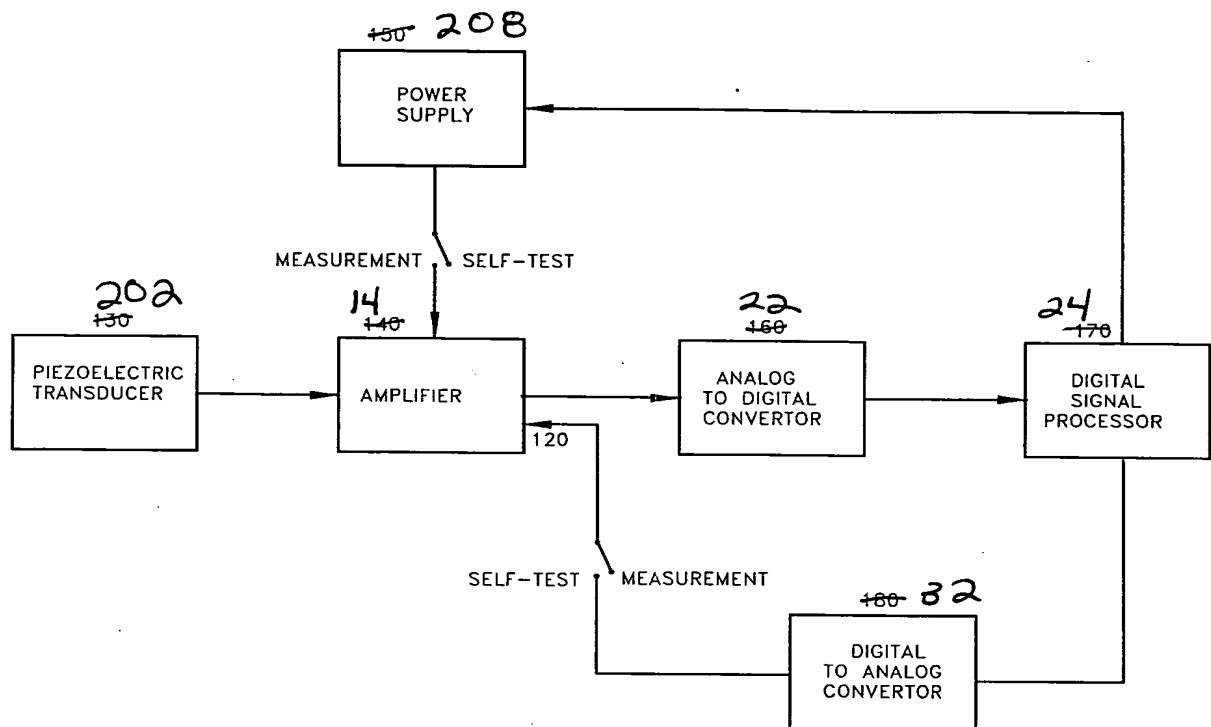 150 208
POWER
SUPPLY
MEASUREMENT SELF-TEST
202
130
PIEZOELECTRIC
TRANSDUCER
14
140
AMPLIFIER
120
22
160
ANALOG
TO DIGITAL
CONVERTOR
24
170
DIGITAL
SIGNAL
PROCESSOR
SELF-TEST MEASUREMENT
180 32
DIGITAL
TO ANALOG
CONVERTOR